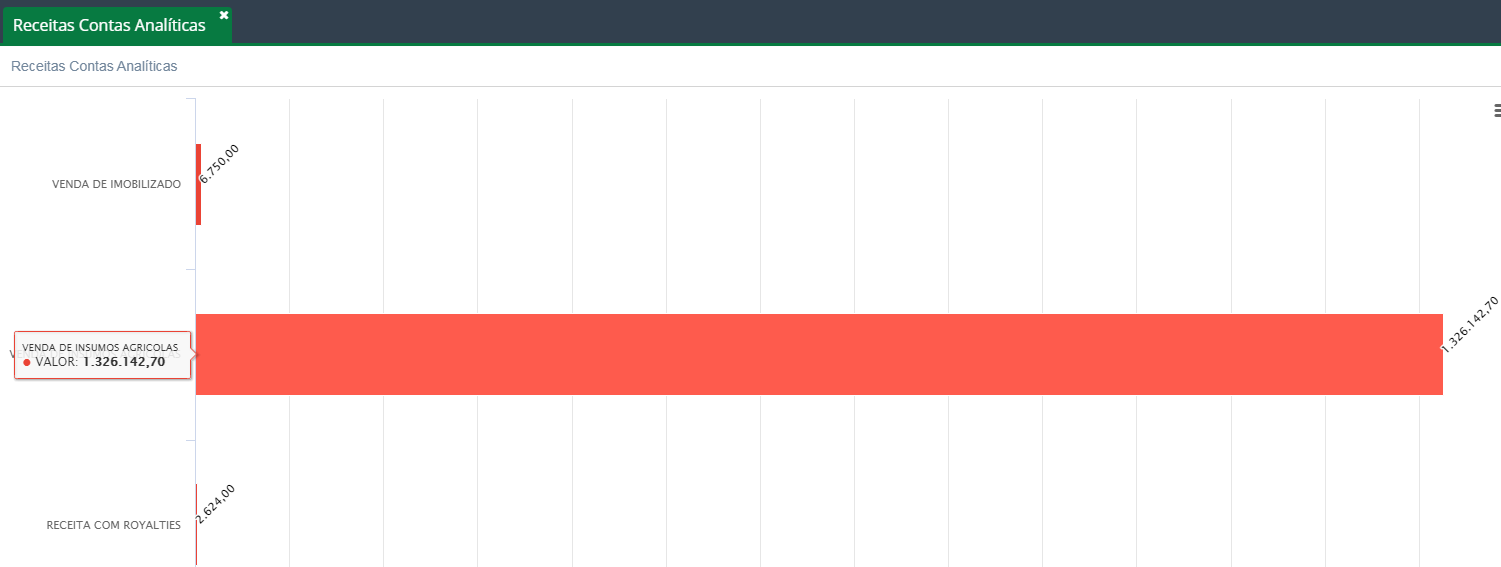 Receitas Contas Analíticas
Receitas Contas Analíticas
VENDA DE IMOBILIZADO
6.750,00
VENDA DE INSUMOS AGRICOLAS
VALOR: 1.326.142,70
1.326.142,70
RECEITA COM ROYALTIES
2.624,00